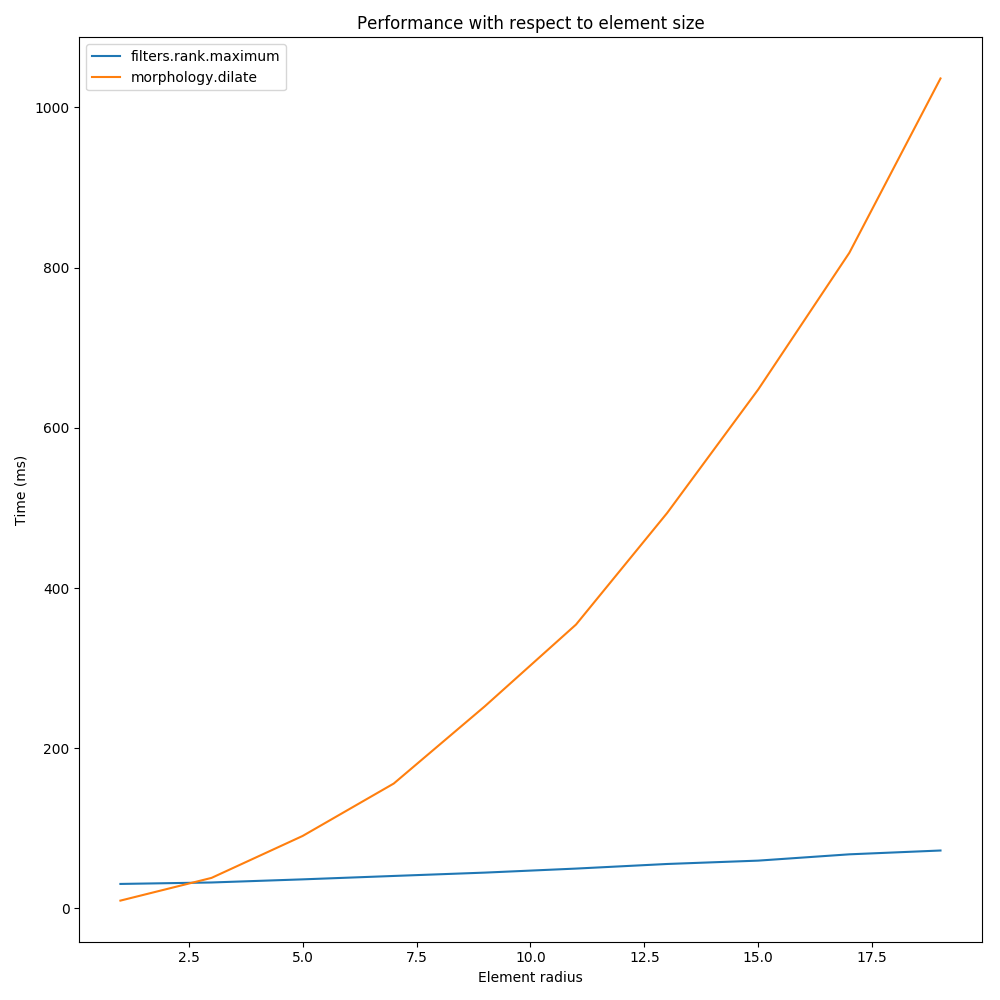 Performance with respect to element size
filters.rank.maximum
morphology.dilate
1000
800
600
400
200
0
Time (ms)
2.5 5.0 7.5 10.0 12.5 15.0 17.5
Element radius